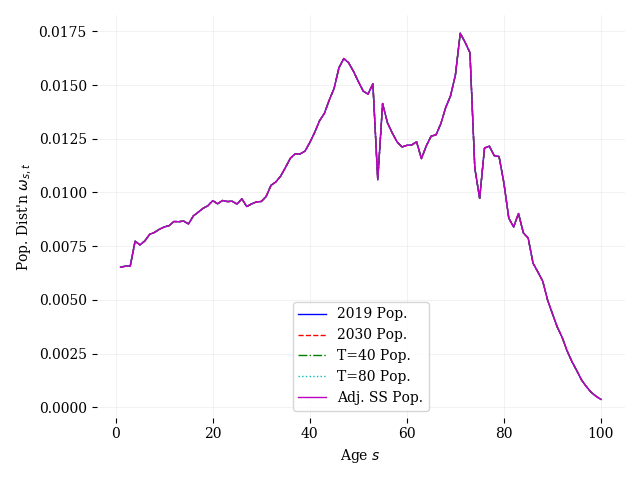 0.0175
0.0150
0.0125
0.0100
0.0075
0.0050
0.0025
0.0000
Pop. Dist'n ω_{s,t}
2019 Pop.
2030 Pop.
T=40 Pop.
T=80 Pop.
Adj. SS Pop.
0 20 40 60 80 100
Age s